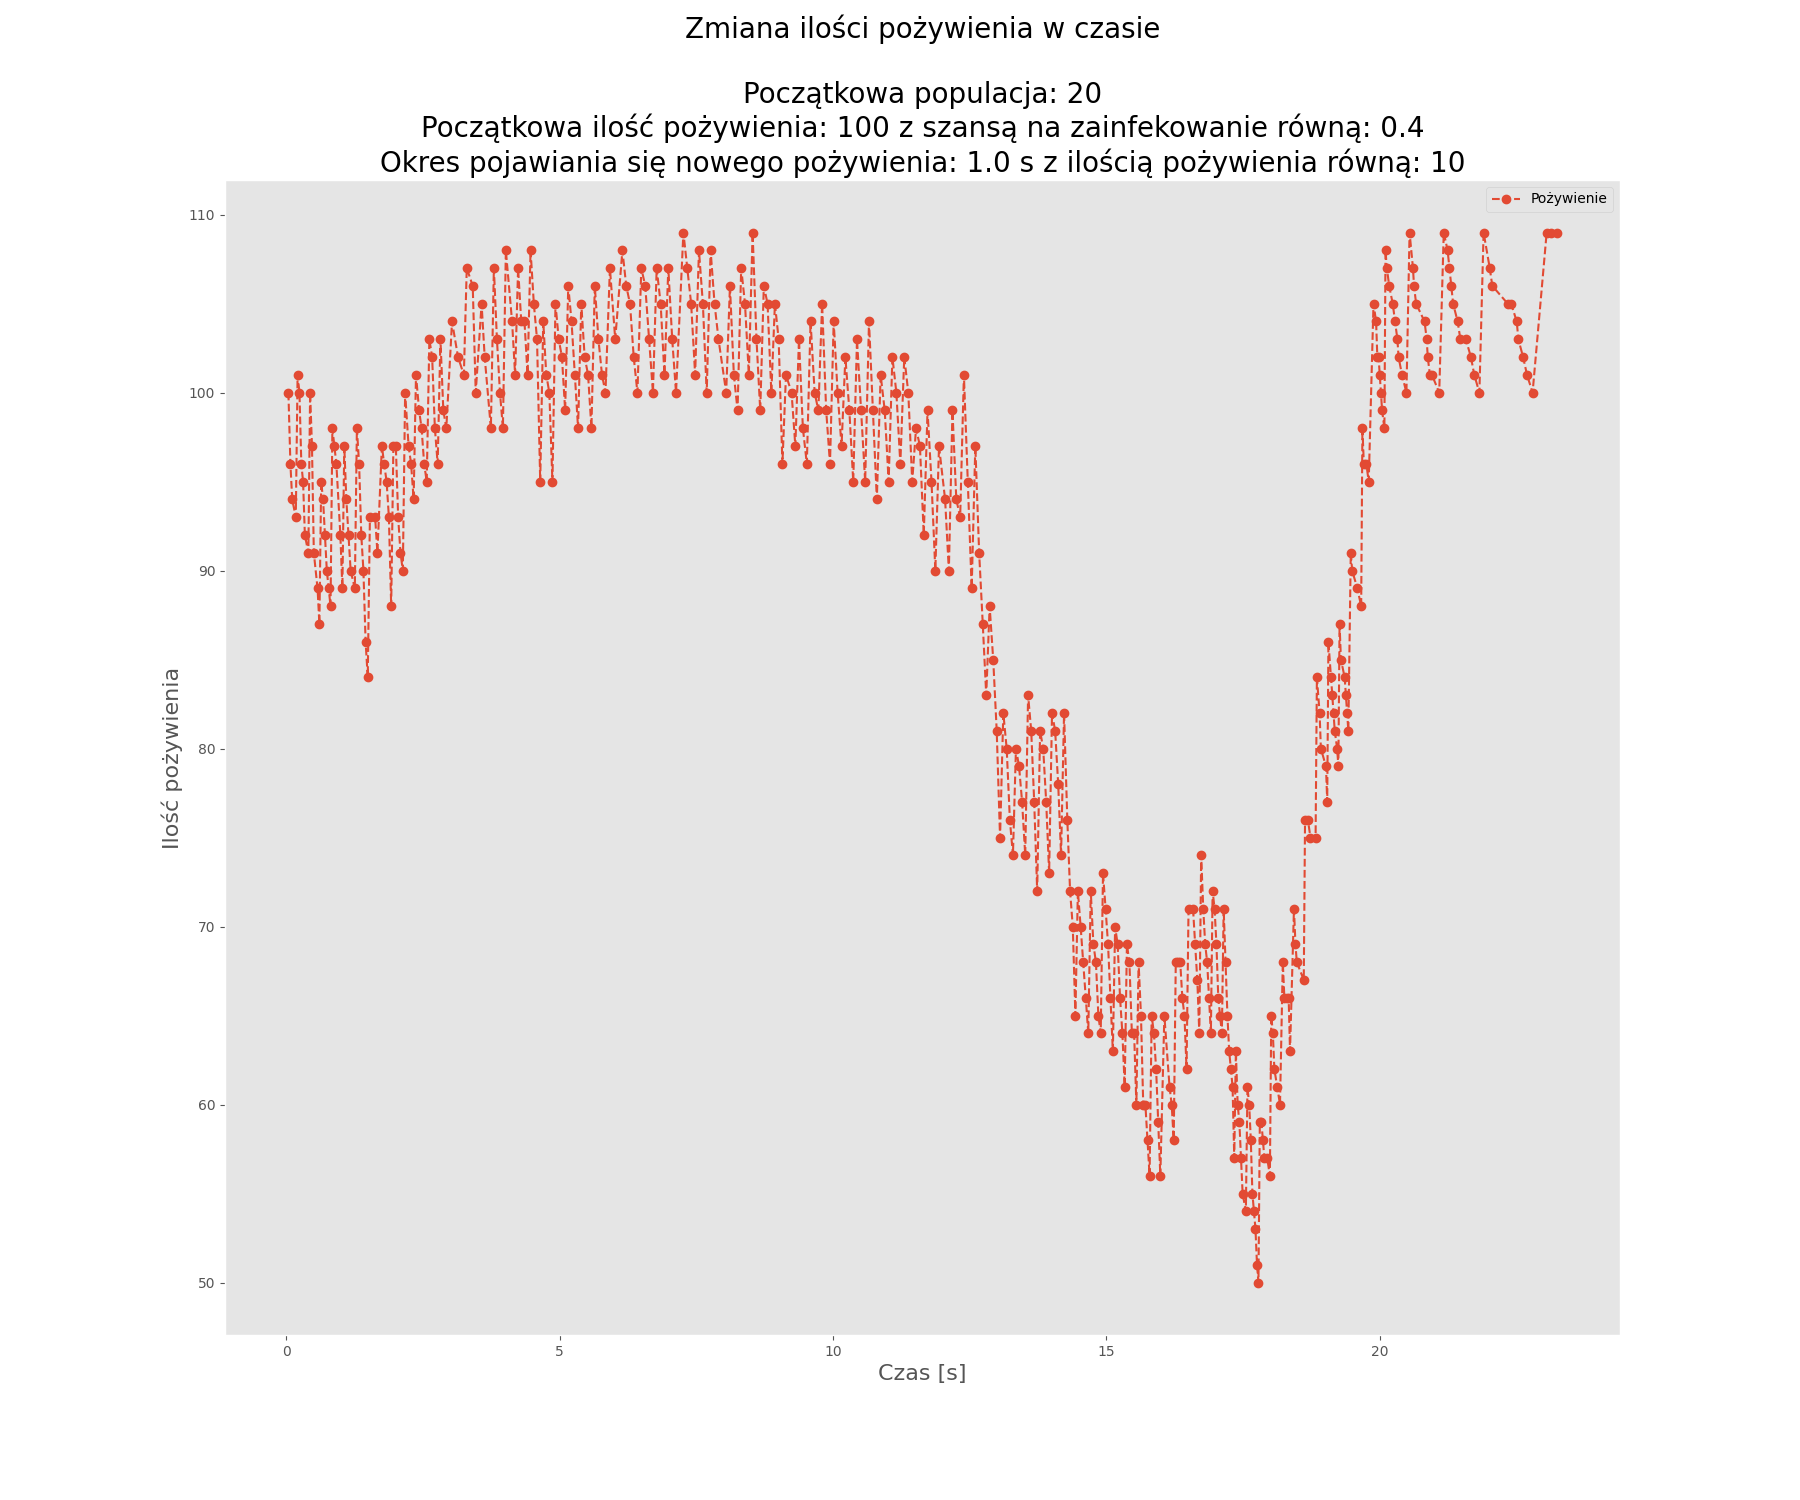 Zmiana ilości pożywienia w czasie
Początkowa populacja: 20
Początkowa ilość pożywienia: 100 z szansą na zainfekowanie równą: 0.4
Okres pojawiania się nowego pożywienia: 1.0 s z ilością pożywienia równą: 10
Pożywienie
110
100
90
80
70
60
50
Ilość pożywienia
0
5
10
15
20
Czas [s]